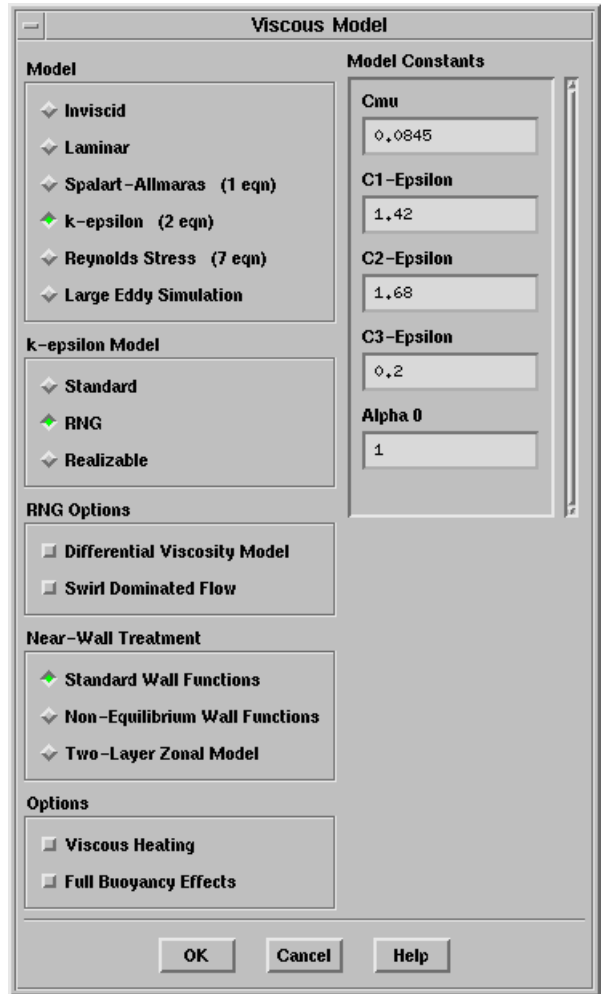 Viscous Model
Model
Inviscid
Laminar
Spalart-Allmaras (1 eqn)
k-epsilon (2 eqn)
Reynolds Stress (7 eqn)
Large Eddy Simulation
k-epsilon Model
Standard
RNG
Realizable
RNG Options
Differential Viscosity Model
Swirl Dominated Flow
Near-Wall Treatment
Standard Wall Functions
Non-Equilibrium Wall Functions
Two-Layer Zonal Model
Options
Viscous Heating
Full Buoyancy Effects
Model Constants
Cmu
0.0845
C1-Epsilon
1.42
C2-Epsilon
1.68
C3-Epsilon
0.2
Alpha 0
1
OK Cancel Help